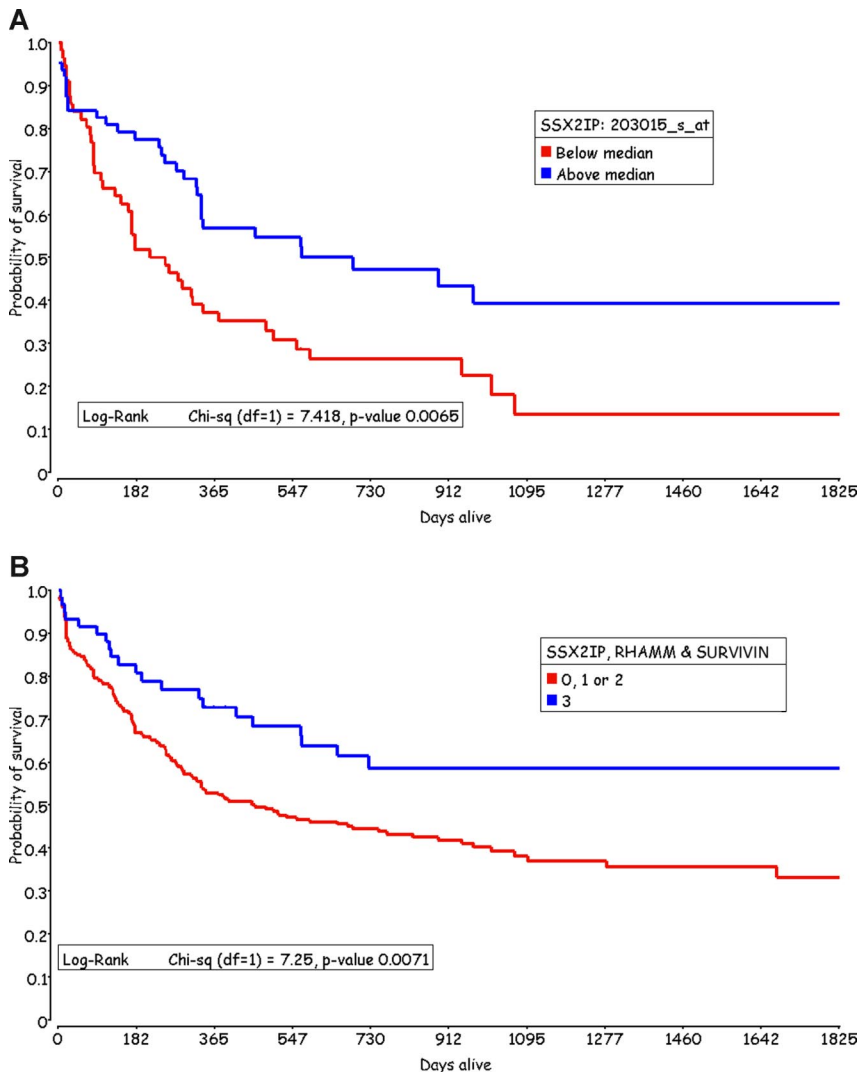 A
Probability of survival
1.0
0.9
0.8
0.7
0.6
0.5
0.4
0.3
0.2
0.1
0
SSX2IP: 203015_s_at
Below median
Above median
Log-Rank Chi-sq (df=1) = 7.418, p-value 0.0065
0 182 365 547 730 912 1095 1277 1460 1642 1825
Days alive
B
Probability of survival
1.0
0.9
0.8
0.7
0.6
0.5
0.4
0.3
0.2
0.1
0
SSX2IP, RHAMM & SURVIVIN
0, 1 or 2
3
Log-Rank Chi-sq (df=1) = 7.25, p-value 0.0071
0 182 365 547 730 912 1095 1277 1460 1642 1825
Days alive